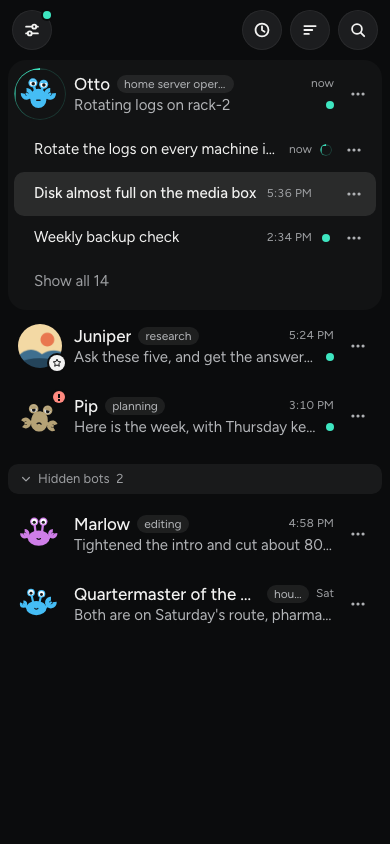 Otto home server oper... now
Rotating logs on rack-2
Rotate the logs on every machine i... now
Disk almost full on the media box 5:36 PM
Weekly backup check 2:34 PM
Show all 14
Juniper research 5:24 PM
Ask these five, and get the answer...
Pip planning 3:10 PM
Here is the week, with Thursday ke...
Hidden bots 2
Marlow editing 4:58 PM
Tightened the intro and cut about 80...
Quartermaster of the ... hou... Sat
Both are on Saturday's route, pharma...